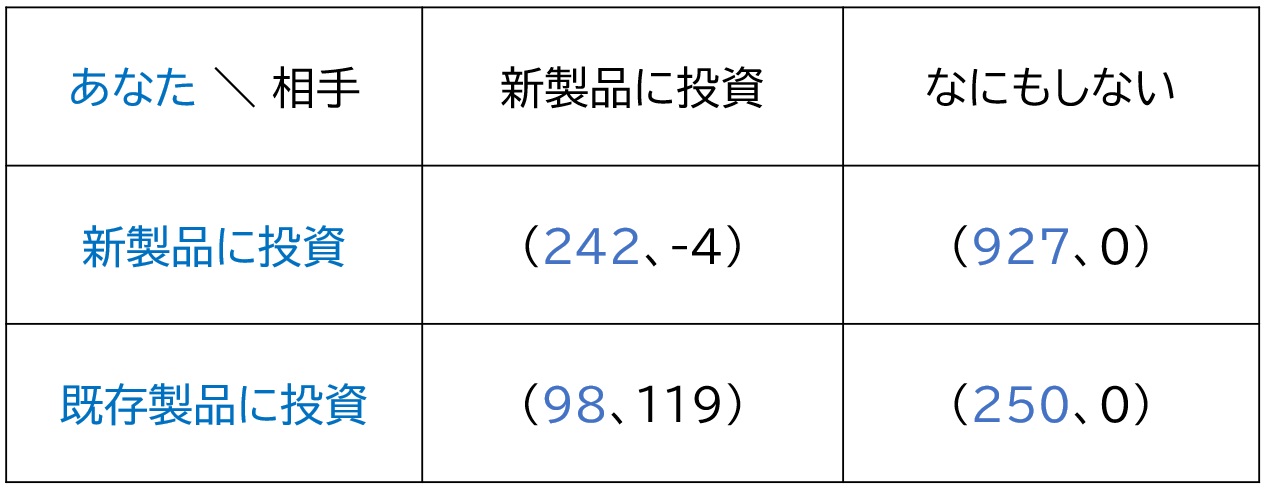 あなた ＼ 相手
新製品に投資
なにもしない
新製品に投資
（242、-4）
（927、0）
既存製品に投資
（98、119）
（250、0）